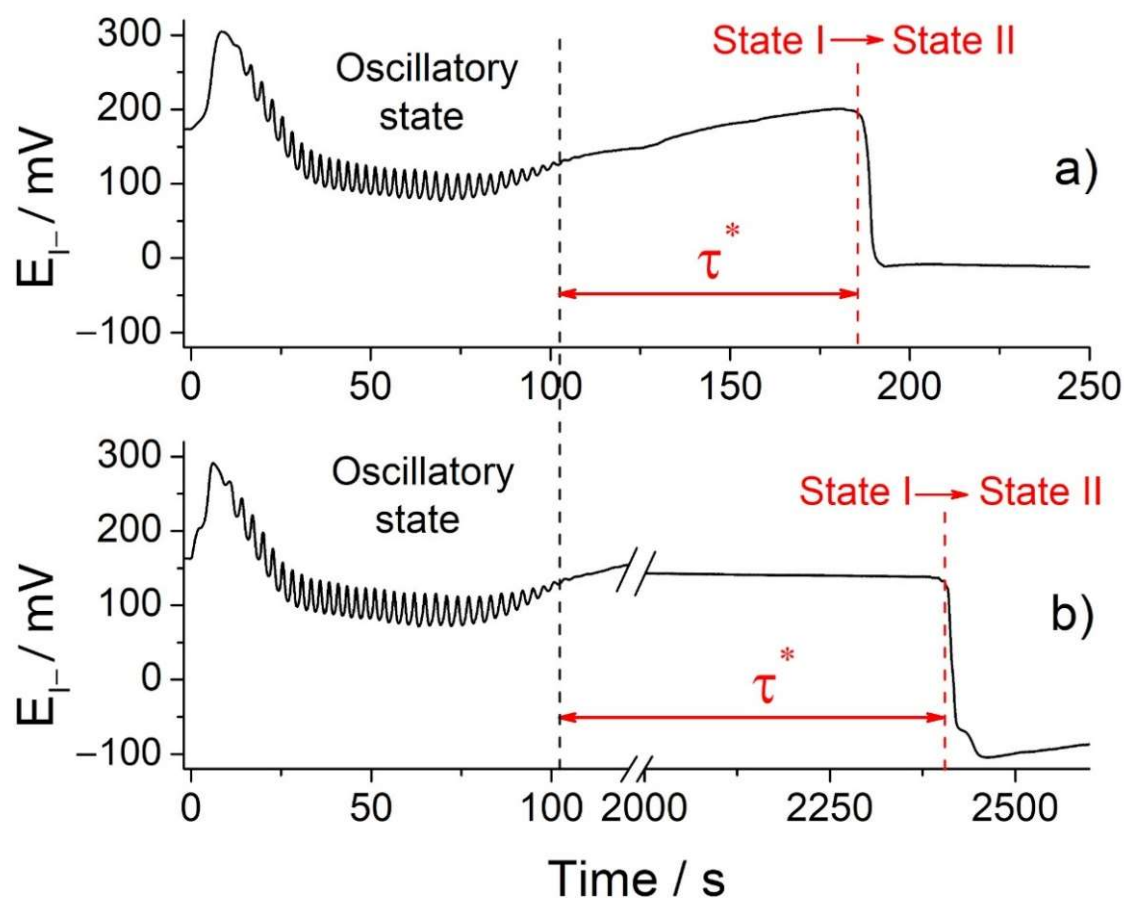 State I → State II
Oscillatory
state
a)
E_I– / mV
300
200
100
0
–100
τ*
0 50 100 150 200 250
State I → State II
Oscillatory
state
b)
E_I– / mV
300
200
100
0
–100
τ*
0 50 100 2000 2250 2500
Time / s